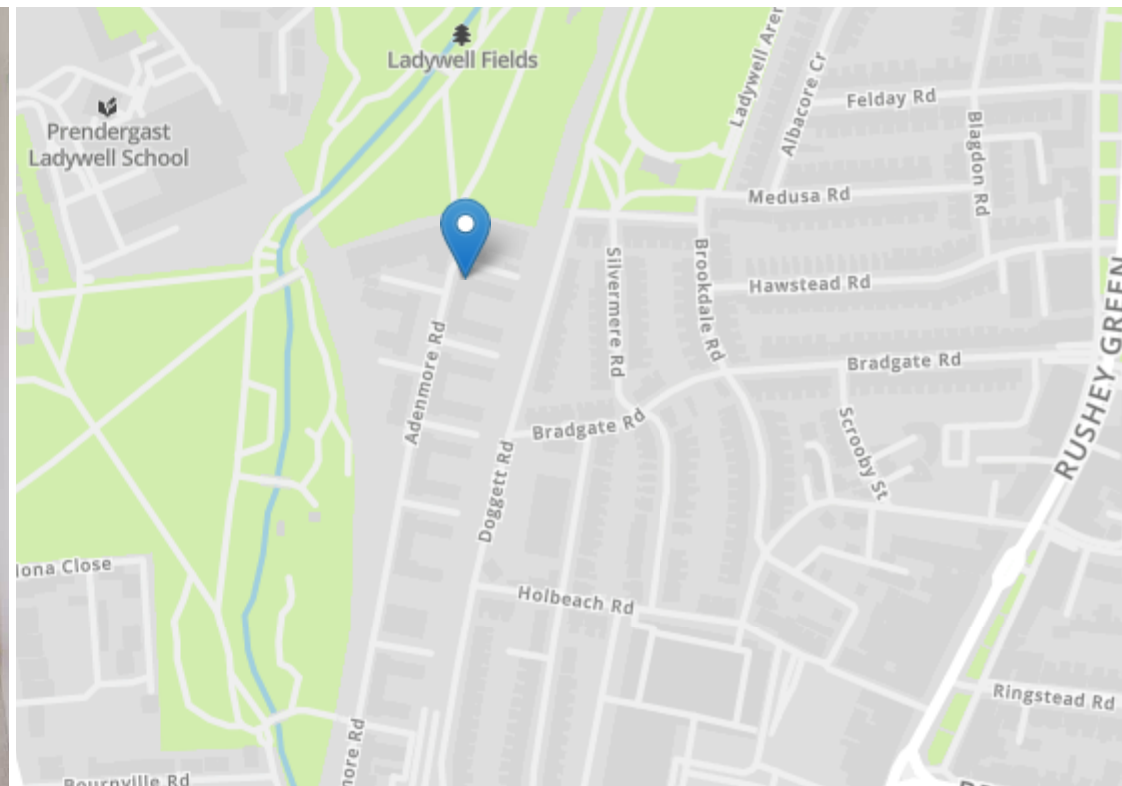 Ladywell Fields
Prendergast
Ladywell School
Albacore Cr
Felday Rd
Blagdon Rd
Medusa Rd
Silvermere Rd
Brookdale Rd
Hawstead Rd
Bradgate Rd
Adenmore Rd
Bradgate Rd
Scrooby St
RUSHEY GREEN
Doggett Rd
Iona Close
Holbeach Rd
Ringstead Rd
Bournville Rd